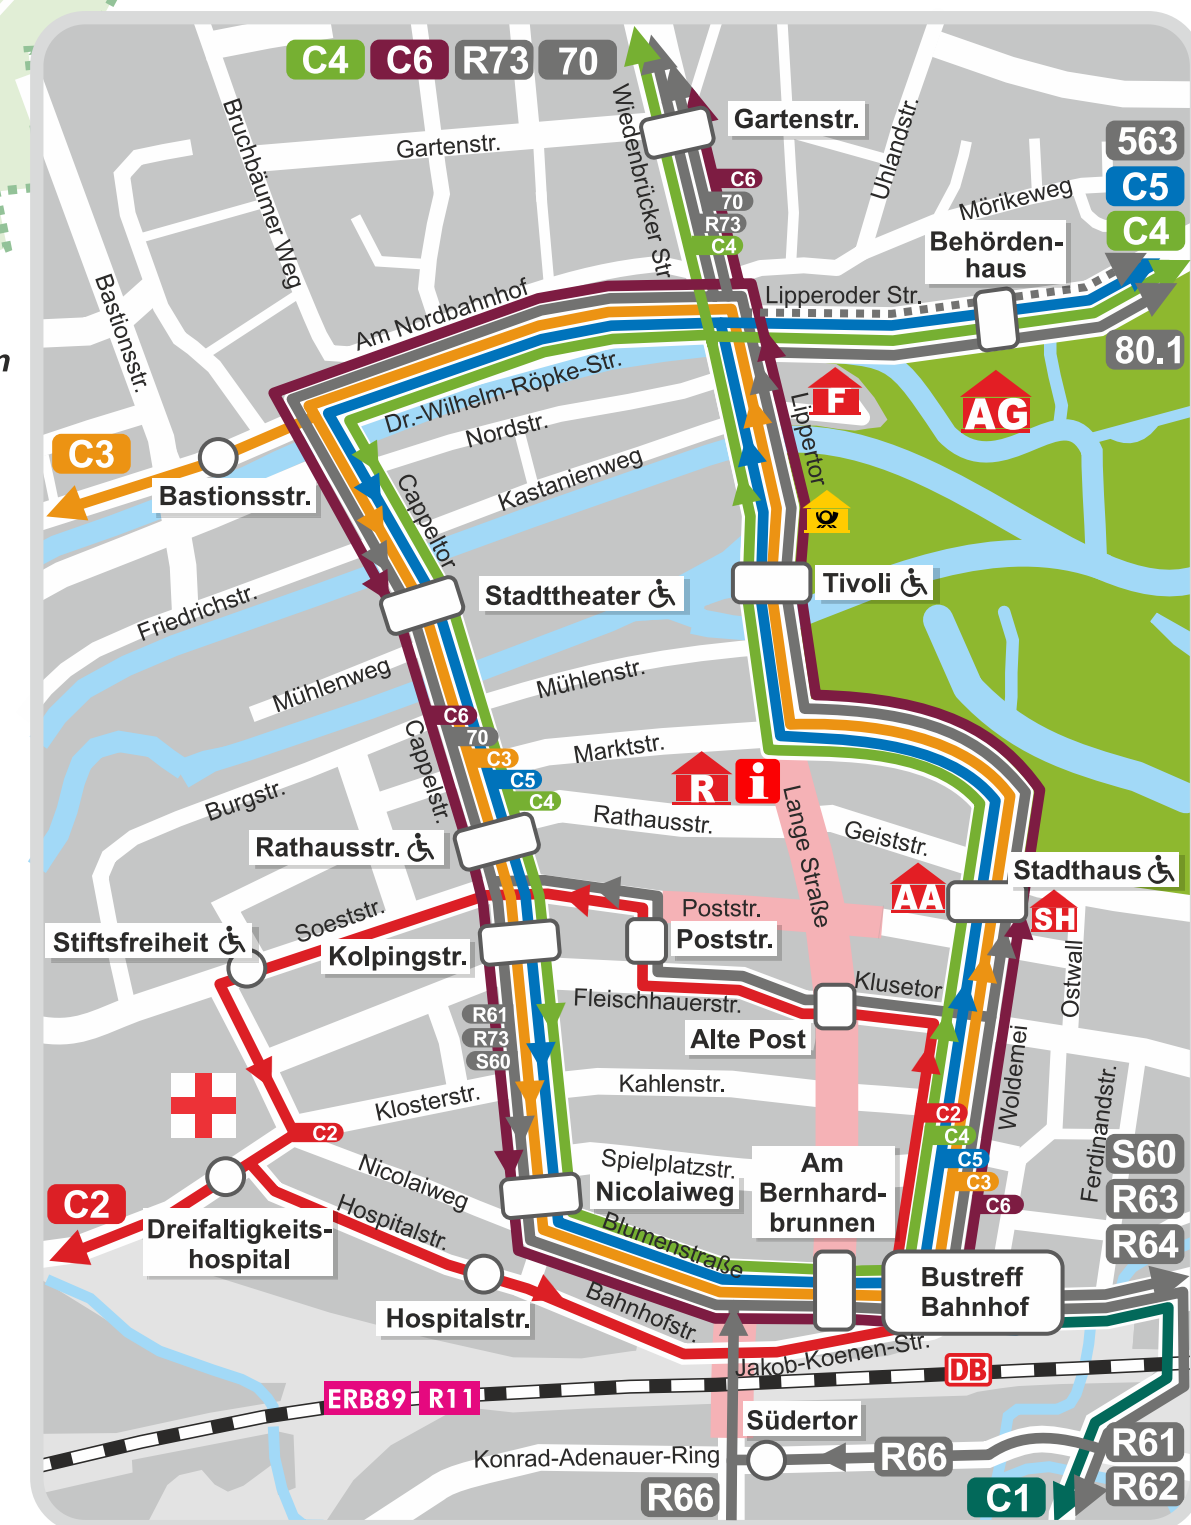 C4 C6 R73 70
Wiedenbrücker Str
Gartenstr.
Gartenstr.
Bruchbäumer Weg
Uhlandstr.
563
C5
C4
Mörikeweg
C6
70
R73
C4
Behörden-
haus
Bastionsstr.
Am Nordbahnhof
Lipperoder Str.
80.1
n
Dr.-Wilhelm-Röpke-Str.
F
AG
Lippertor
Nordstr.
C3
Bastionsstr.
Cappeltor
Kastanienweg
Stadttheater
Tivoli
Friedrichstr.
Mühlenweg
Mühlenstr.
C6
70
C3
C5
C4
Cappelstr.
Marktstr.
R i
Lange Straße
Burgstr.
Rathausstr.
Rathausstr.
Geiststr.
Stadthaus
AA
SH
Soeststr.
Poststr.
Stiftsfreiheit
Kolpingstr.
Poststr.
Ostwall
Klusetor
Fleischhauerstr.
R61
R73
S60
Alte Post
Woldemei
Kahlenstr.
Klosterstr.
Ferdinandstr.
C2
C2
C4
C5
C3
C6
Nicolaiweg
Spielplatzstr.
Am
Bernhard-
brunnen
S60
R63
R64
C2
Nicolaiweg
Dreifaltigkeits-
hospital
Hospitalstr.
Blumenstraße
Bustreff
Bahnhof
Hospitalstr.
Bahnhofstr.
Jakob-Koenen-Str.
DB
ERB89 R11
Südertor
Konrad-Adenauer-Ring
R66
R61
R62
R66
C1